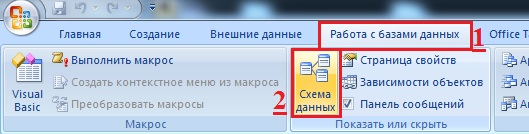 Главная Создание Внешние данные Работа с базами данных 1 Office Ta
Visual Basic
Выполнить макрос
Создать контекстное меню из макроса
Преобразовать макросы
Макрос
2
Схема данных
Страница свойств
Зависимости объектов
Панель сообщений
Показать или скрыть